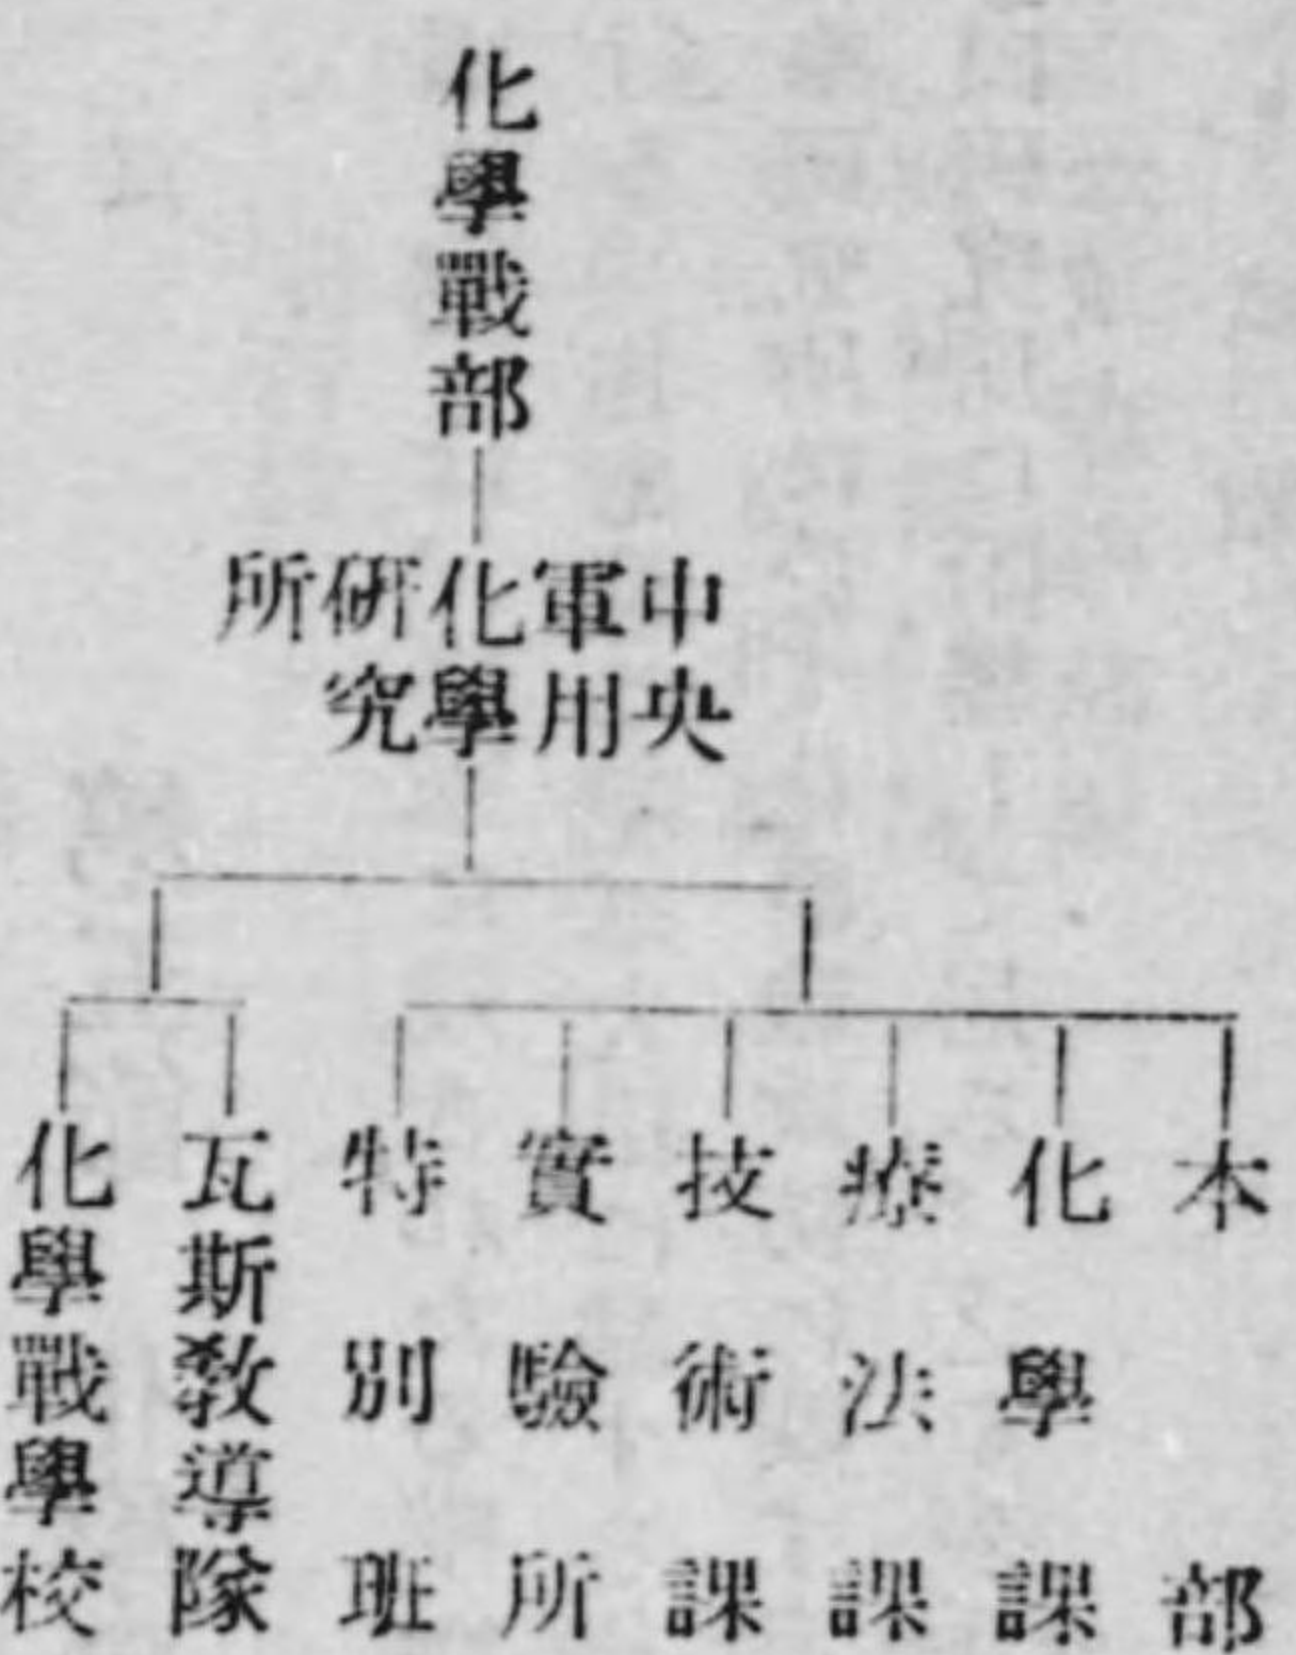 化學戰部
中央軍用化學研究所
本部
化學課
療法課
技術課
實驗所
特別班
瓦斯敎導隊
化學戰學校